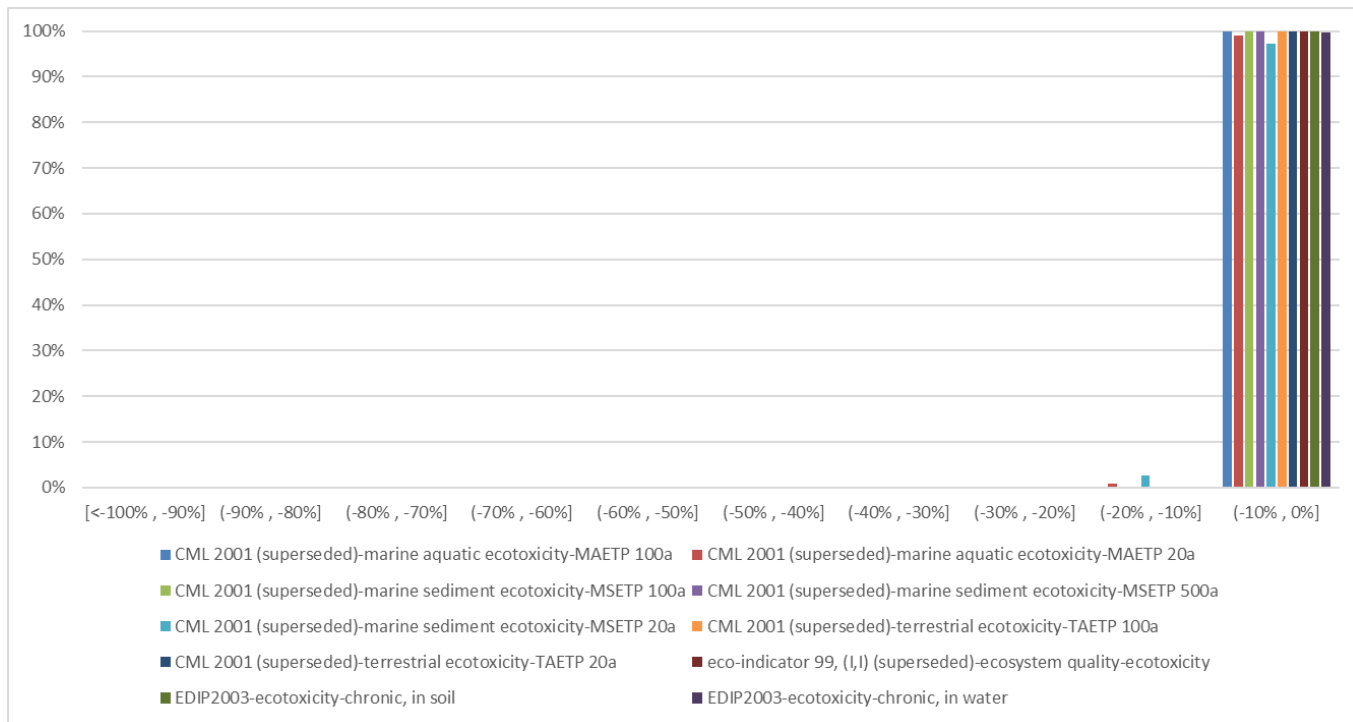 100%
90%
80%
70%
60%
50%
40%
30%
20%
10%
0%
[<-100% , -90%] (-90% , -80%] (-80% , -70%] (-70% , -60%] (-60% , -50%] (-50% , -40%] (-40% , -30%] (-30% , -20%] (-20% , -10%] (-10% , 0%]
CML 2001 (superseded)-marine aquatic ecotoxicity-MAETP 100a CML 2001 (superseded)-marine aquatic ecotoxicity-MAETP 20a
CML 2001 (superseded)-marine sediment ecotoxicity-MSETP 100a CML 2001 (superseded)-marine sediment ecotoxicity-MSETP 500a
CML 2001 (superseded)-marine sediment ecotoxicity-MSETP 20a CML 2001 (superseded)-terrestrial ecotoxicity-TAETP 100a
CML 2001 (superseded)-terrestrial ecotoxicity-TAETP 20a eco-indicator 99, (I,I) (superseded)-ecosystem quality-ecotoxicity
EDIP2003-ecotoxicity-chronic, in soil EDIP2003-ecotoxicity-chronic, in water